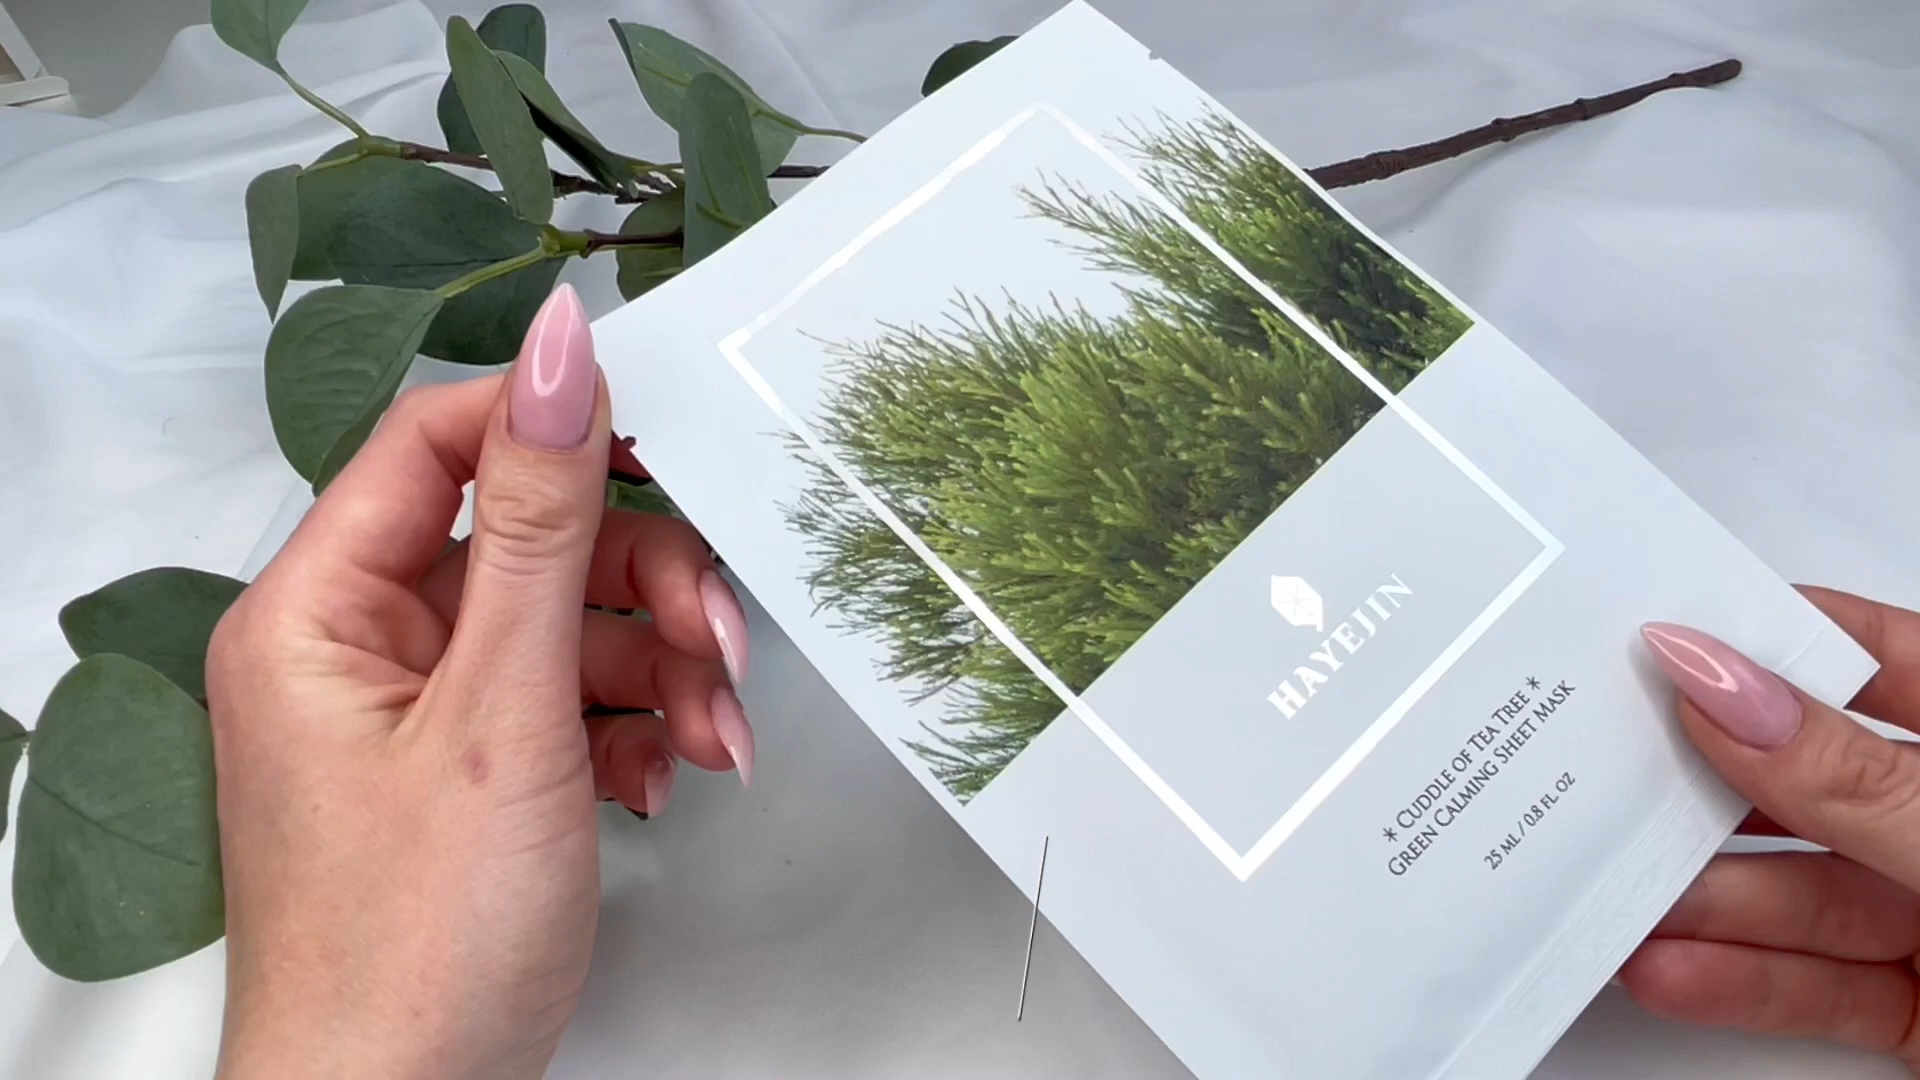 HAYEJIN
* CUDDLE OF TEA TREE *
GREEN CALMING SHEET MASK
25 ML / 0.8 FL OZ